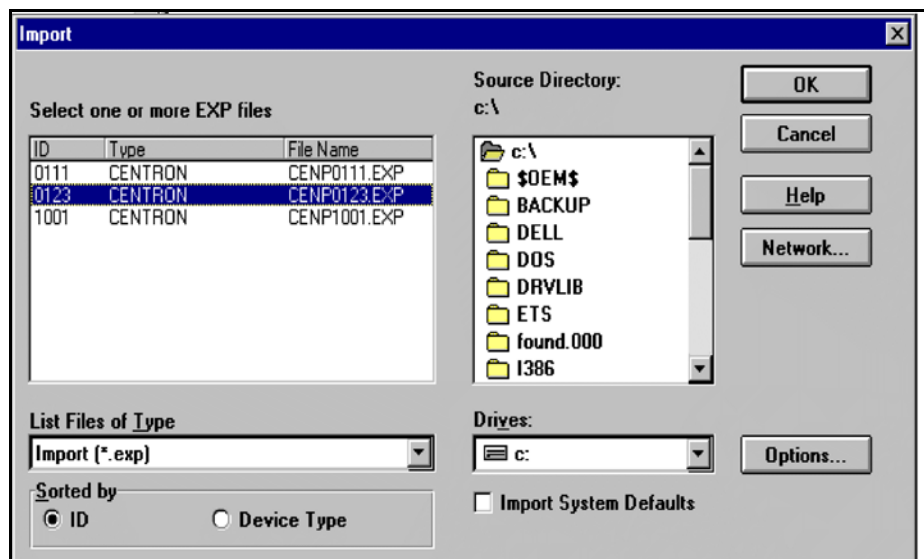 Import
Select one or more EXP files
ID Type File Name
0111 CENTRON CENP0111.EXP
0123 CENTRON CENP0123.EXP
1001 CENTRON CENP1001.EXP
List Files of Type
Import (*.exp)
Sorted by
ID Device Type
Source Directory:
c:\
c:\
$OEM$
BACKUP
DELL
DOS
DRVLIB
ETS
found.000
I386
Drives:
c:
Import System Defaults
OK
Cancel
Help
Network...
Options...